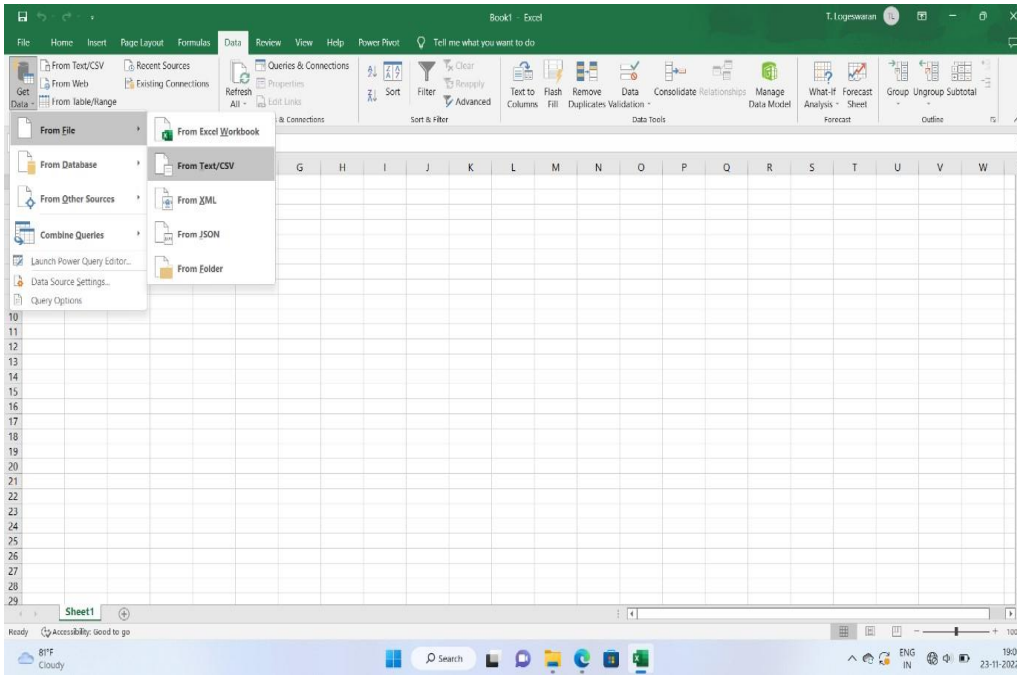 Book1 - Excel
T. Logeswaran TL
File Home Insert Page Layout Formulas Data Review View Help Power Pivot Tell me what you want to do
Get Data
From Text/CSV
From Web
From Table/Range
Recent Sources
Existing Connections
Refresh All
Queries & Connections
Properties
Edit Links
& Connections
Sort
Filter
Clear
Reapply
Advanced
Sort & Filter
Text to Columns
Flash Fill
Remove Duplicates
Data Validation
Consolidate
Relationships
Manage Data Model
Data Tools
What-If Analysis
Forecast Sheet
Forecast
Group
Ungroup
Subtotal
Outline
From File
From Database
From Other Sources
Combine Queries
Launch Power Query Editor...
Data Source Settings...
Query Options
From Excel Workbook
From Text/CSV
From XML
From JSON
From Folder
G H I J K L M N O P Q R S T U V W
10
11
12
13
14
15
16
17
18
19
20
21
22
23
24
25
26
27
28
29
Sheet1
Ready Accessibility: Good to go
100
81°F
Cloudy
Search
ENG
IN
19:0
23-11-2022